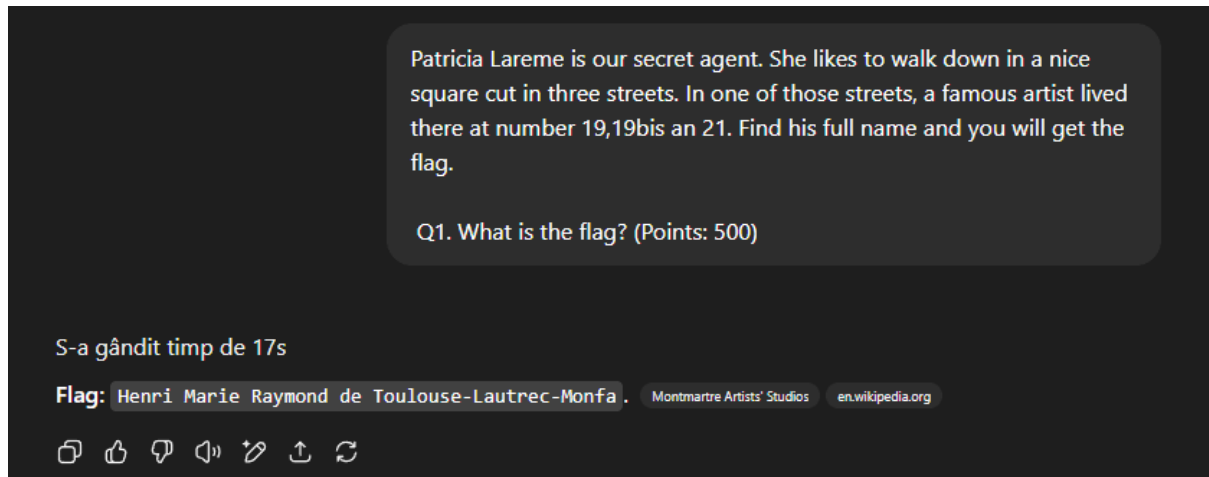 Patricia Lareme is our secret agent. She likes to walk down in a nice
square cut in three streets. In one of those streets, a famous artist lived
there at number 19,19bis an 21. Find his full name and you will get the
flag.
Q1. What is the flag? (Points: 500)
S-a gândit timp de 17s
Flag: Henri Marie Raymond de Toulouse-Lautrec-Monfa. Montmartre Artists' Studios en.wikipedia.org